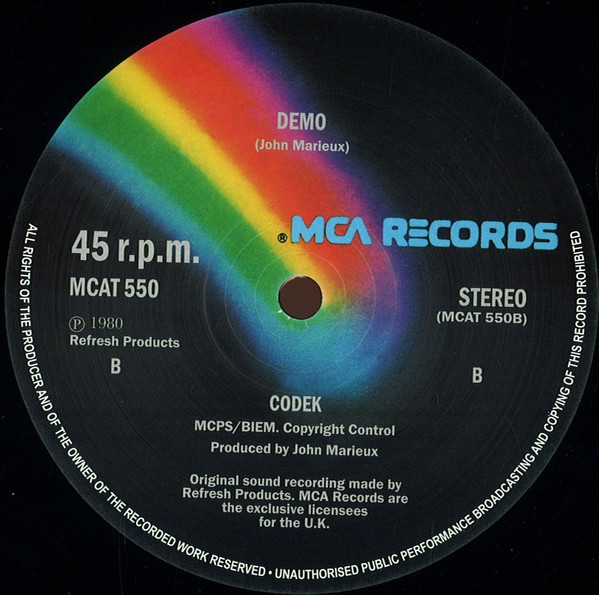 DEMO
(John Marieux)
® MCA RECORDS
45 r.p.m.
MCAT 550
STEREO
(MCAT 550B)
℗ 1980
Refresh Products
B
B
CODEK
MCPS/BIEM. Copyright Control
Produced by John Marieux
Original sound recording made by
Refresh Products. MCA Records are
the exclusive licensees
for the U.K.
ALL RIGHTS OF THE PRODUCER AND OF THE OWNER OF THE RECORDED WORK RESERVED • UNAUTHORISED PUBLIC PERFORMANCE BROADCASTING AND COPYING OF THIS RECORD PROHIBITED